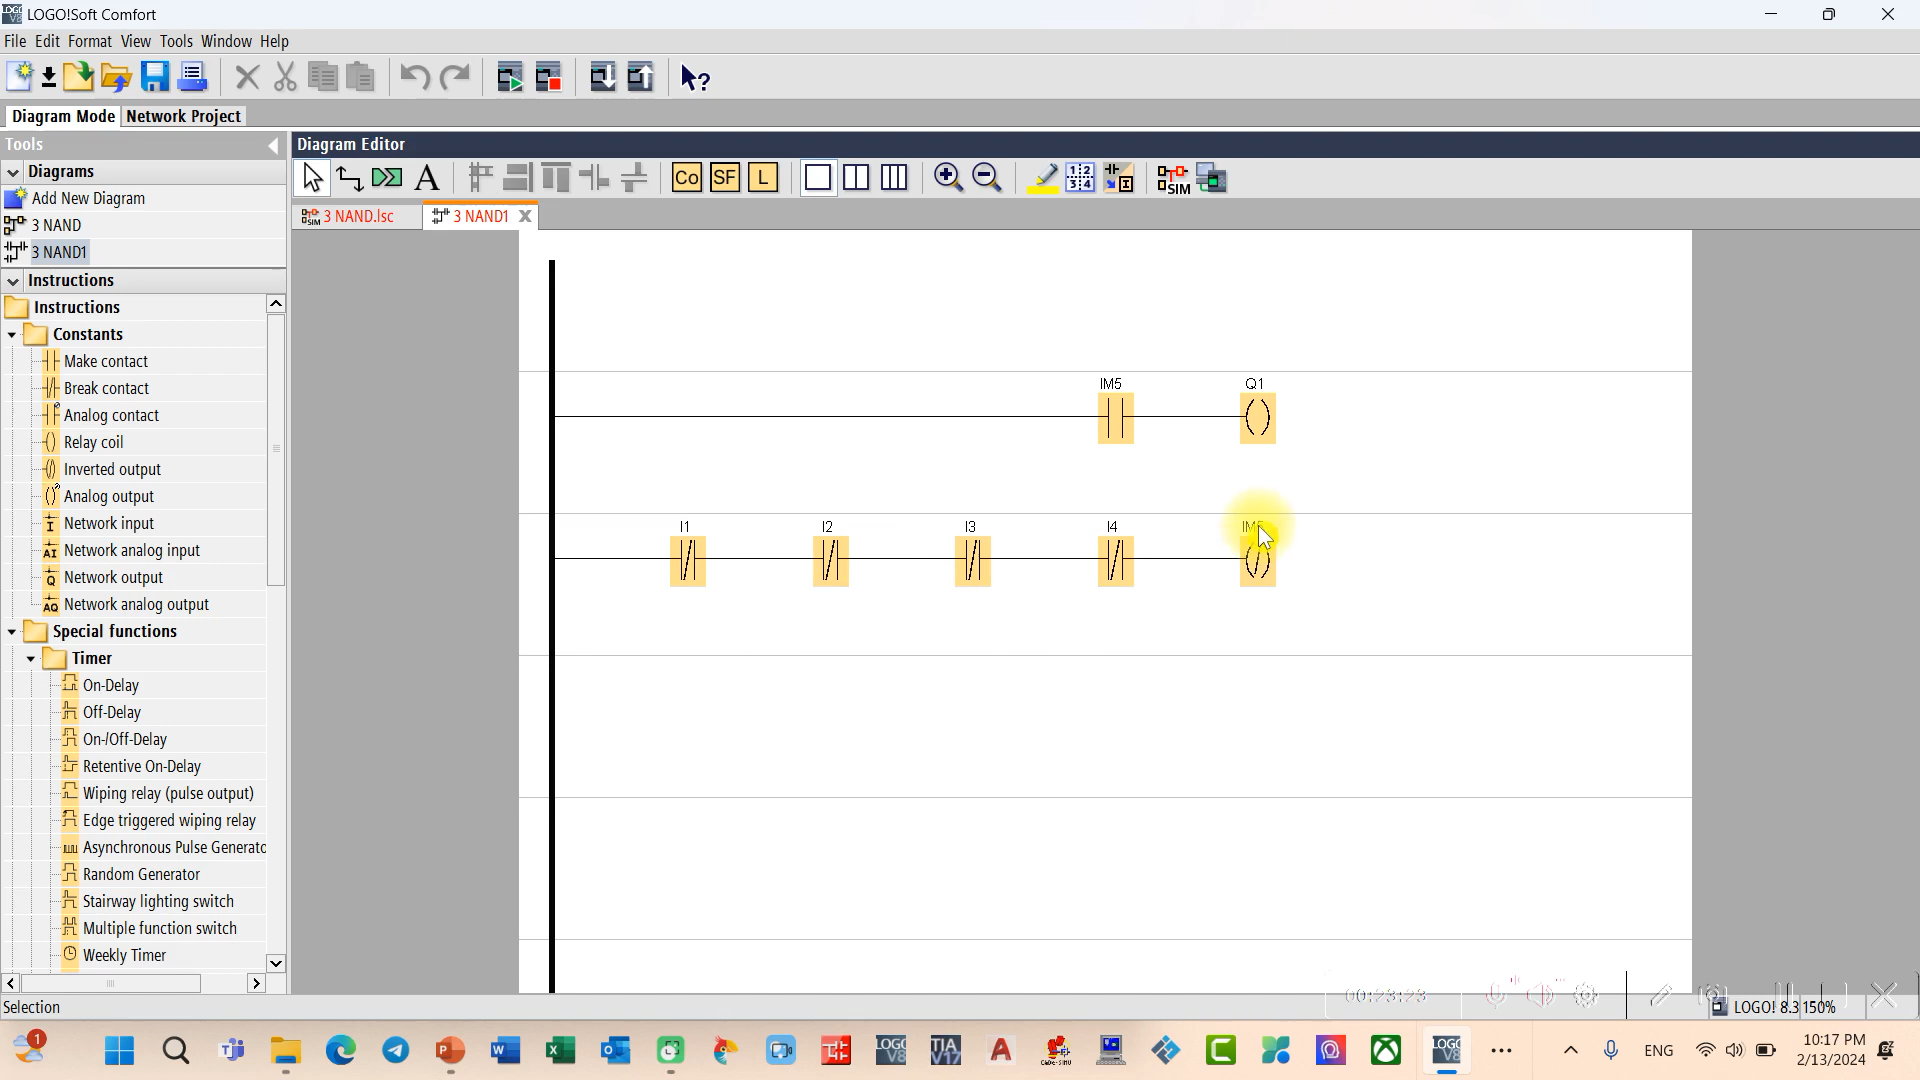 LOGO!Soft Comfort
File Edit Format View Tools Window Help
Diagram Mode Network Project
Tools
Diagram Editor
Diagrams
Co SF L
SIM
Add New Diagram
3 NAND.lsc 3 NAND1
3 NAND
3 NAND1
Instructions
Instructions
Constants
Make contact
Break contact
Analog contact
Relay coil
Inverted output
Analog output
Network input
Network analog input
Network output
Network analog output
Special functions
Timer
On-Delay
Off-Delay
On-/Off-Delay
Retentive On-Delay
Wiping relay (pulse output)
Edge triggered wiping relay
Asynchronous Pulse Generato
Random Generator
Stairway lighting switch
Multiple function switch
Weekly Timer
IM5 Q1
I1 I2 I3 I4
Selection
00:23:23
LOGO! 8.3 150%
ENG
10:17 PM
2/13/2024